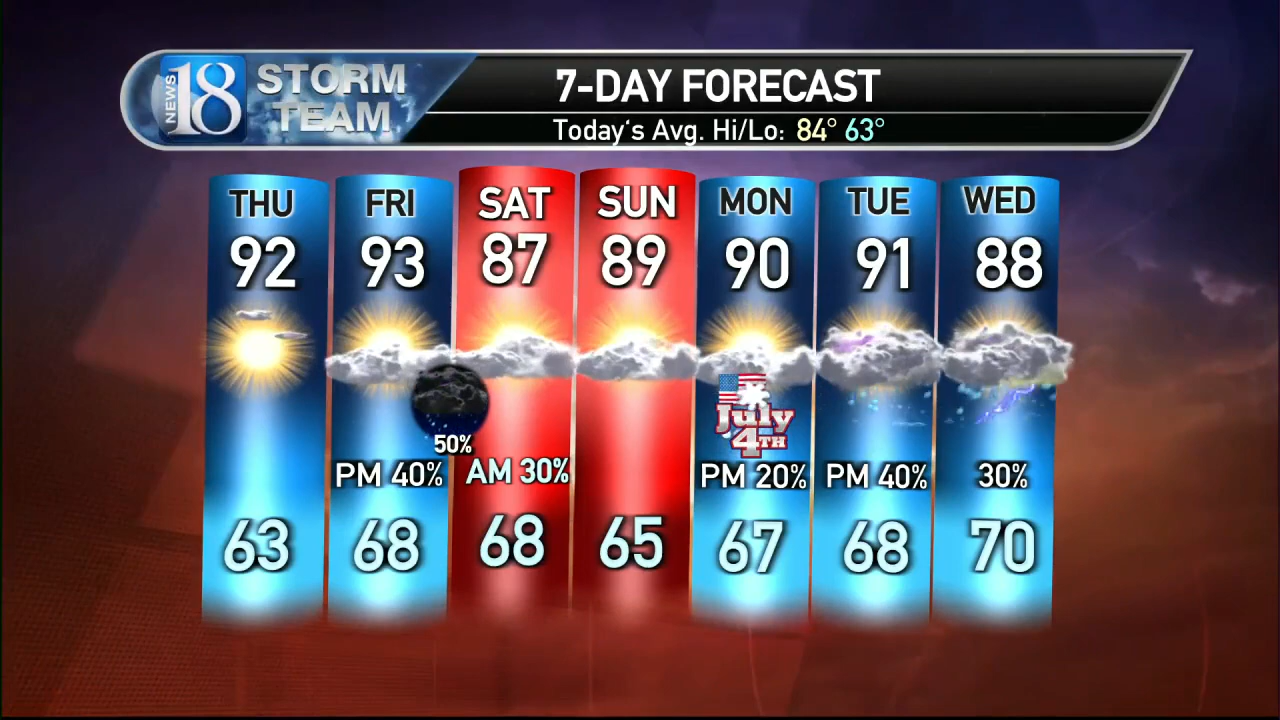 NEWS 18
STORM
TEAM
7-DAY FORECAST
Today's Avg. Hi/Lo: 84° 63°
THU FRI SAT SUN MON TUE WED
92 93 87 89 90 91 88
July
4TH
50%
PM 40% AM 30% PM 20% PM 40% 30%
63 68 68 65 67 68 70